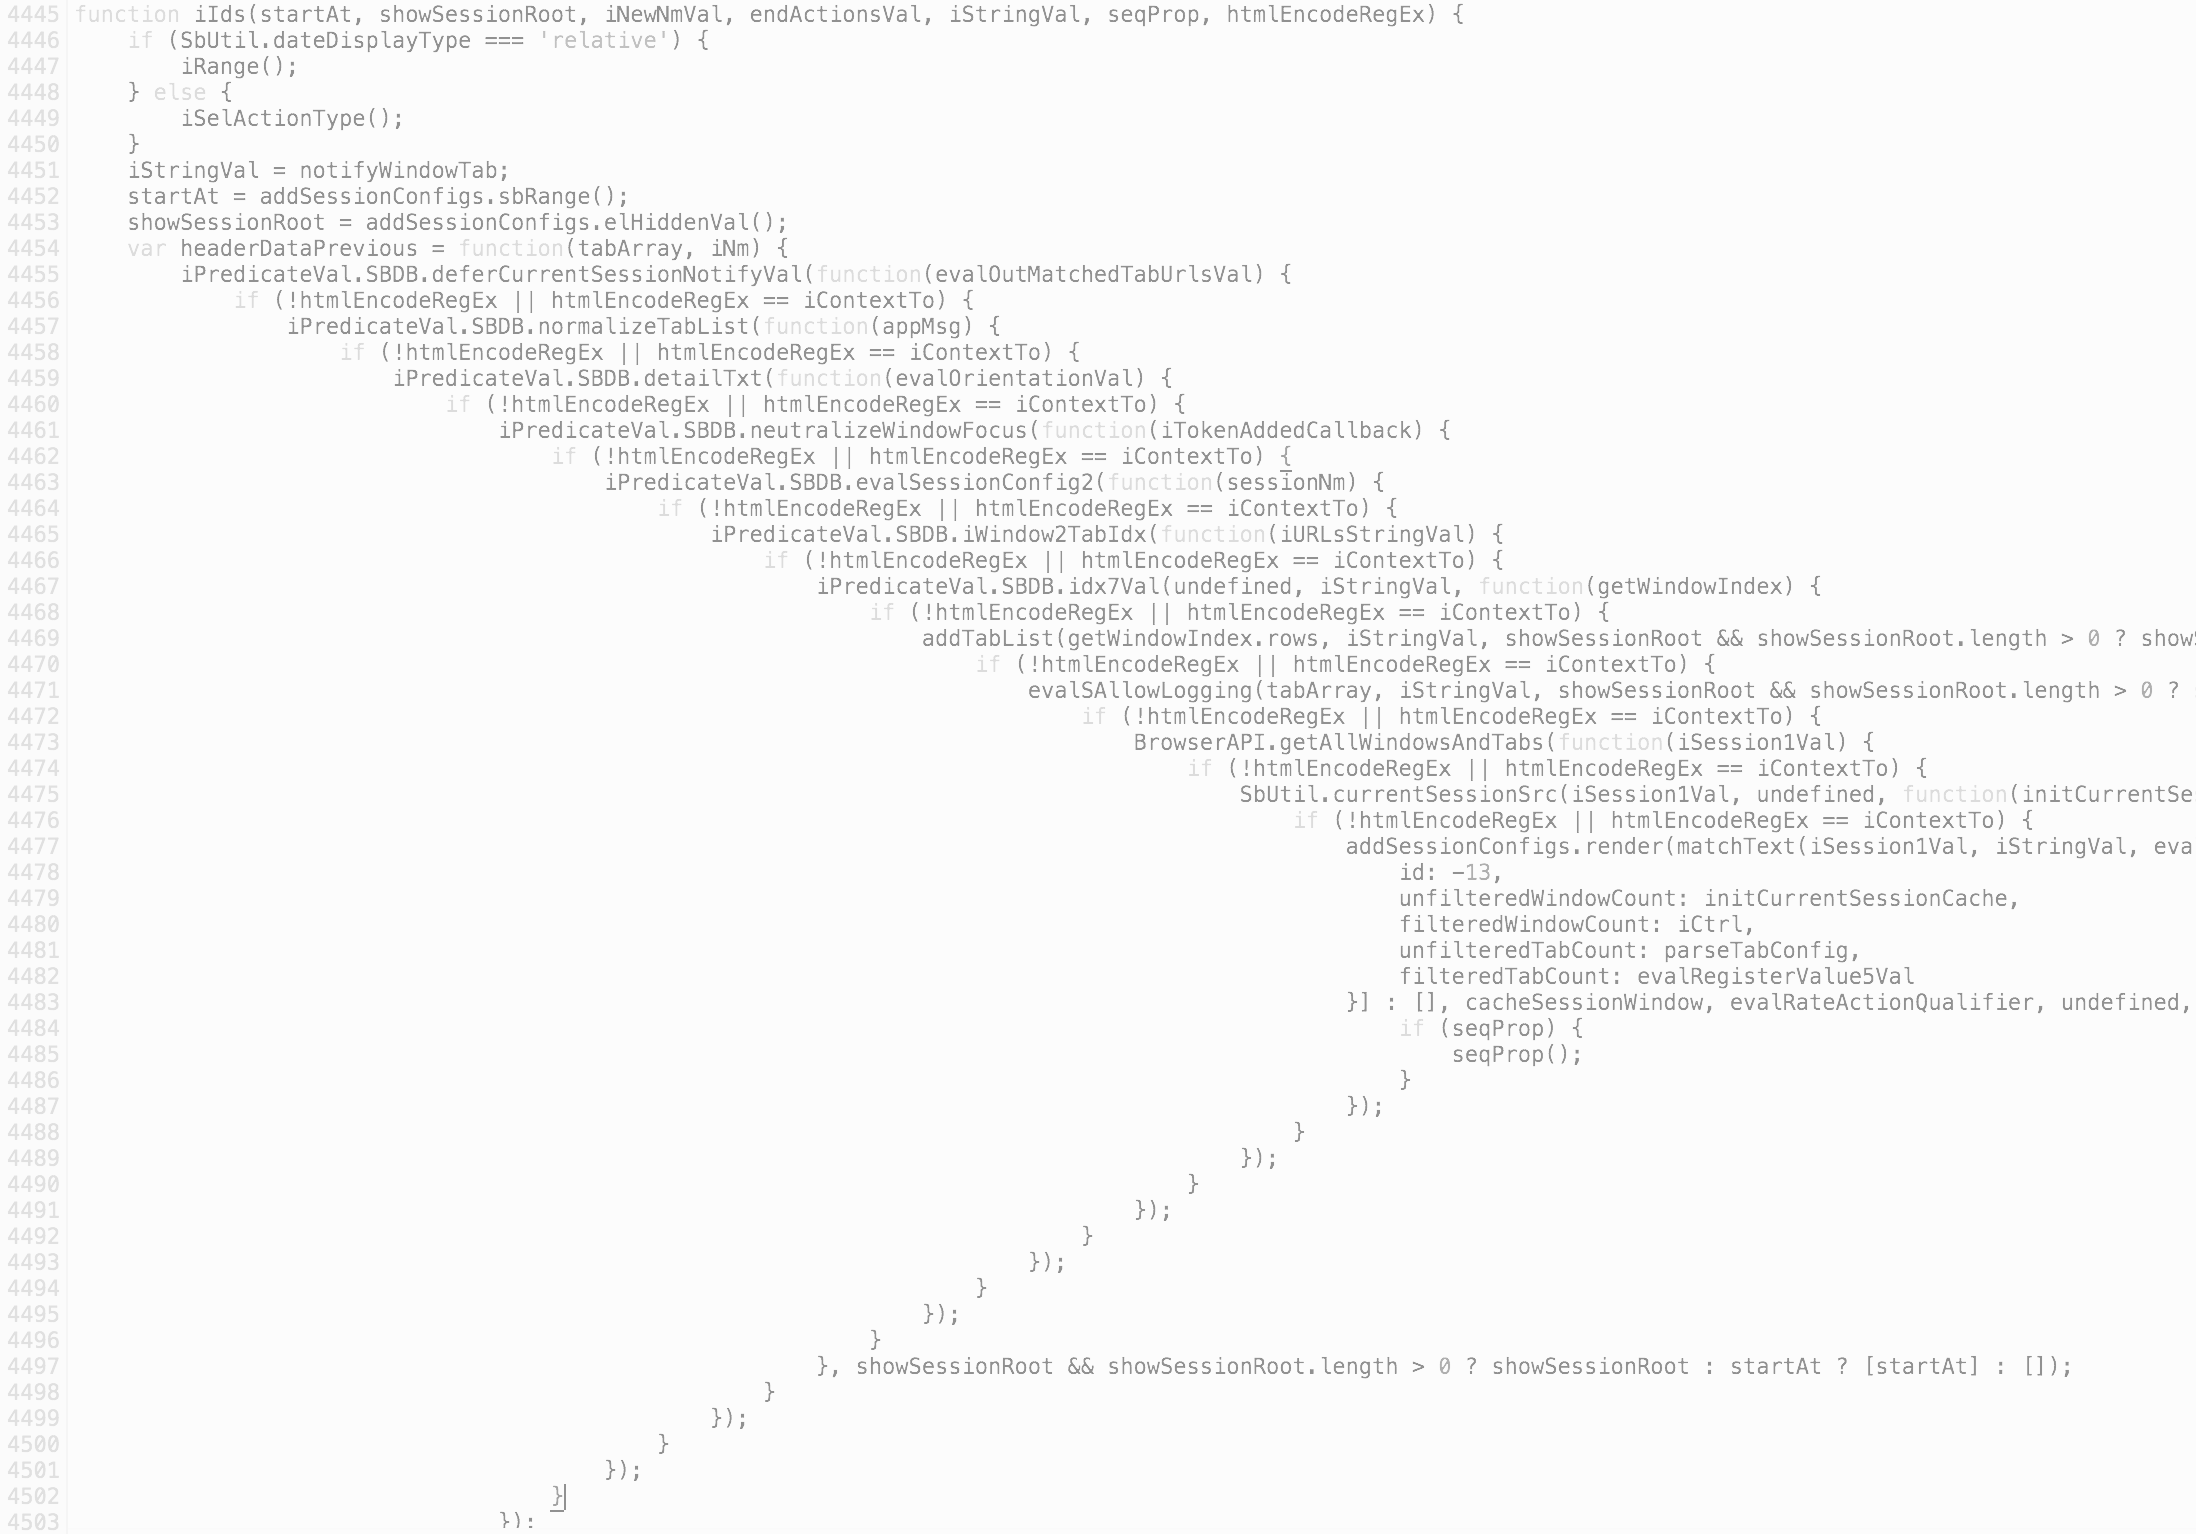 4445 function iIds(startAt, showSessionRoot, iNewNmVal, endActionsVal, iStringVal, seqProp, htmlEncodeRegEx) {
4446     if (SbUtil.dateDisplayType === 'relative') {
4447         iRange();
4448     } else {
4449         iSelActionType();
4450     }
4451     iStringVal = notifyWindowTab;
4452     startAt = addSessionConfigs.sbRange();
4453     showSessionRoot = addSessionConfigs.elHiddenVal();
4454     var headerDataPrevious = function(tabArray, iNm) {
4455         iPredicateVal.SBDB.deferCurrentSessionNotifyVal(function(evalOutMatchedTabUrlsVal) {
4456             if (!htmlEncodeRegEx || htmlEncodeRegEx == iContextTo) {
4457                 iPredicateVal.SBDB.normalizeTabList(function(appMsg) {
4458                     if (!htmlEncodeRegEx || htmlEncodeRegEx == iContextTo) {
4459                         iPredicateVal.SBDB.detailTxt(function(evalOrientationVal) {
4460                             if (!htmlEncodeRegEx || htmlEncodeRegEx == iContextTo) {
4461                                 iPredicateVal.SBDB.neutralizeWindowFocus(function(iTokenAddedCallback) {
4462                                     if (!htmlEncodeRegEx || htmlEncodeRegEx == iContextTo) {
4463                                         iPredicateVal.SBDB.evalSessionConfig2(function(sessionNm) {
4464                                             if (!htmlEncodeRegEx || htmlEncodeRegEx == iContextTo) {
4465                                                 iPredicateVal.SBDB.iWindow2TabIdx(function(iURLsStringVal) {
4466                                                     if (!htmlEncodeRegEx || htmlEncodeRegEx == iContextTo) {
4467                                                         iPredicateVal.SBDB.idx7Val(undefined, iStringVal, function(getWindowIndex) {
4468                                                             if (!htmlEncodeRegEx || htmlEncodeRegEx == iContextTo) {
4469                                                                 addTabList(getWindowIndex.rows, iStringVal, showSessionRoot && showSessionRoot.length > 0 ? show
4470                                                                     if (!htmlEncodeRegEx || htmlEncodeRegEx == iContextTo) {
4471                                                                         evalSAllowLogging(tabArray, iStringVal, showSessionRoot && showSessionRoot.length > 0 ?
4472                                                                             if (!htmlEncodeRegEx || htmlEncodeRegEx == iContextTo) {
4473                                                                                 BrowserAPI.getAllWindowsAndTabs(function(iSession1Val) {
4474                                                                                     if (!htmlEncodeRegEx || htmlEncodeRegEx == iContextTo) {
4475                                                                                         SbUtil.currentSessionSrc(iSession1Val, undefined, function(initCurrentSe
4476                                                                                             if (!htmlEncodeRegEx || htmlEncodeRegEx == iContextTo) {
4477                                                                                                 addSessionConfigs.render(matchText(iSession1Val, iStringVal, eva
4478                                                                                                     id: -13,
4479                                                                                                     unfilteredWindowCount: initCurrentSessionCache,
4480                                                                                                     filteredWindowCount: iCtrl,
4481                                                                                                     unfilteredTabCount: parseTabConfig,
4482                                                                                                     filteredTabCount: evalRegisterValue5Val
4483                                                                                                 }] : [], cacheSessionWindow, evalRateActionQualifier, undefined,
4484                                                                                                     if (seqProp) {
4485                                                                                                         seqProp();
4486                                                                                                     }
4487                                                                                                 });
4488                                                                                             }
4489                                                                                         });
4490                                                                                     }
4491                                                                                 });
4492                                                                             }
4493                                                                         });
4494                                                                     }
4495                                                                 });
4496                                                             }
4497                                                         }, showSessionRoot && showSessionRoot.length > 0 ? showSessionRoot : startAt ? [startAt] : []);
4498                                                     }
4499                                                 });
4500                                             }
4501                                         });
4502                                     }
4503                                 });